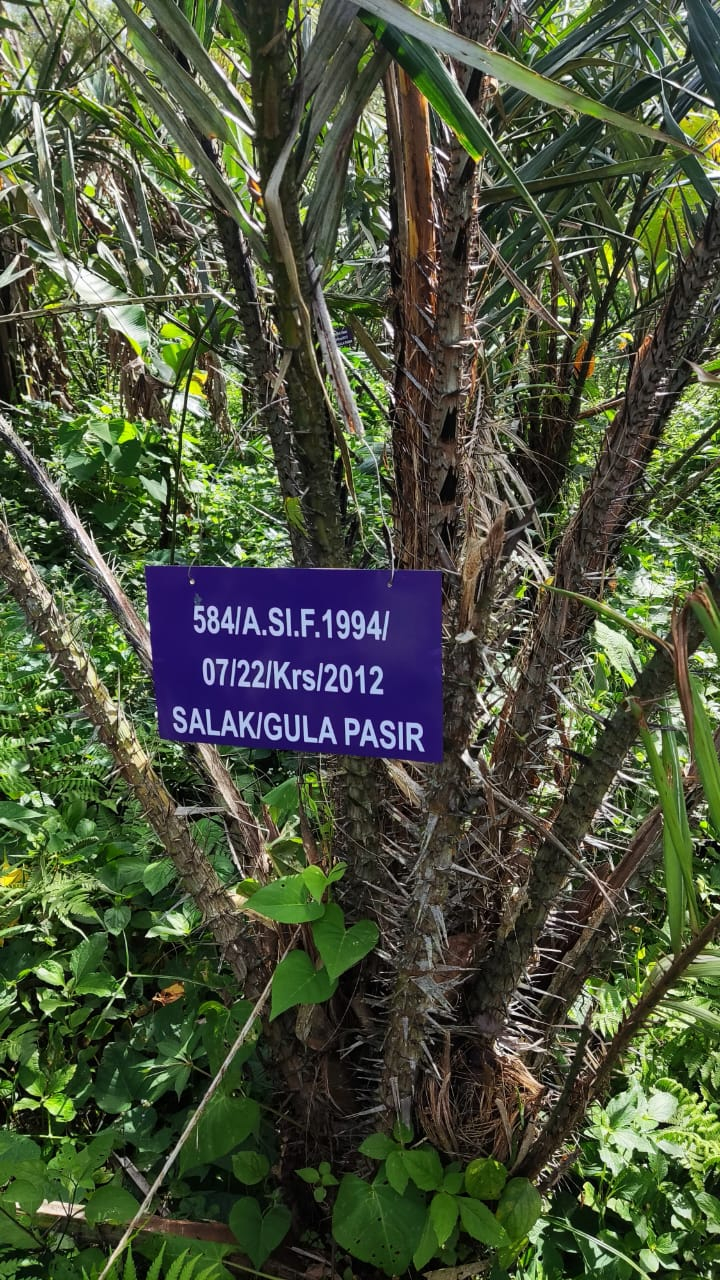 584/A.SI.F.1994/
07/22/Krs/2012
SALAK/GULA PASIR